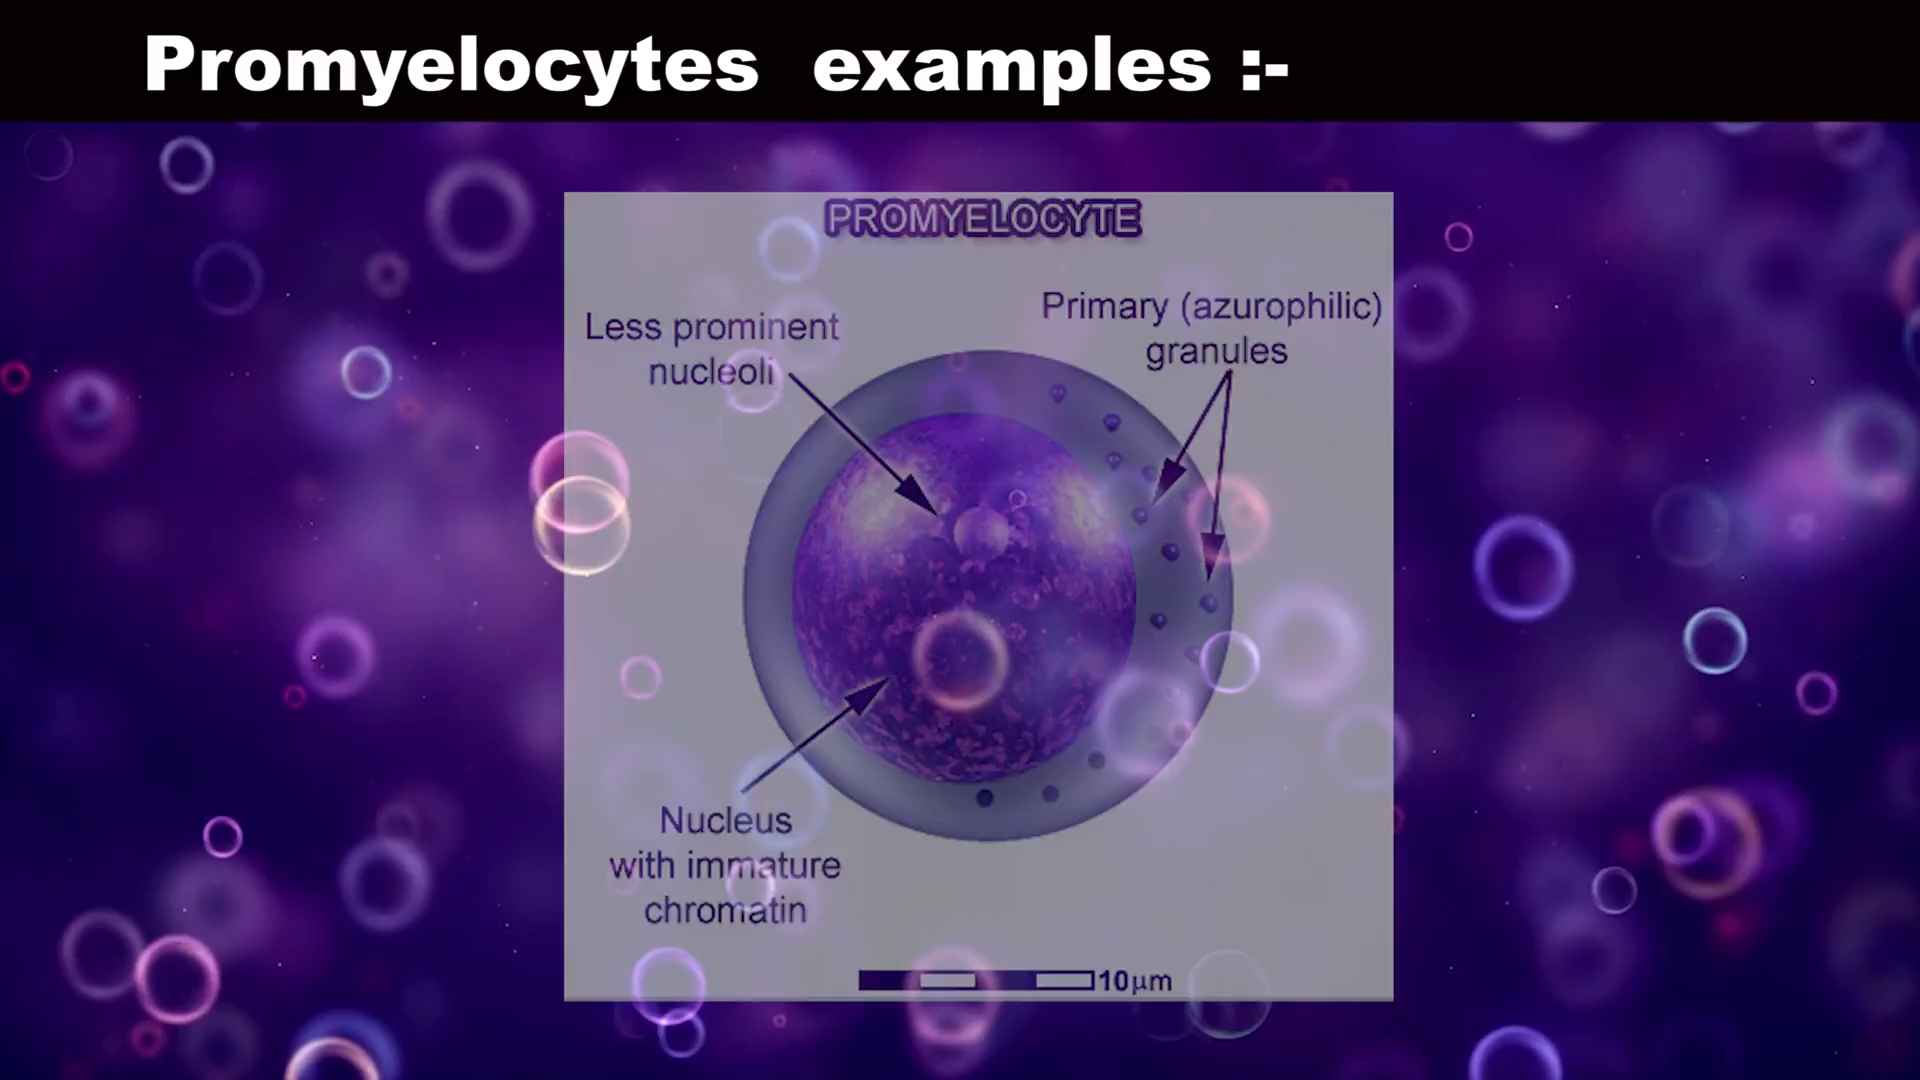 Promyelocytes examples :-
PROMYELOCYTE
Less prominent
nucleoli
Primary (azurophilic)
granules
Nucleus
with immature
chromatin
10µm